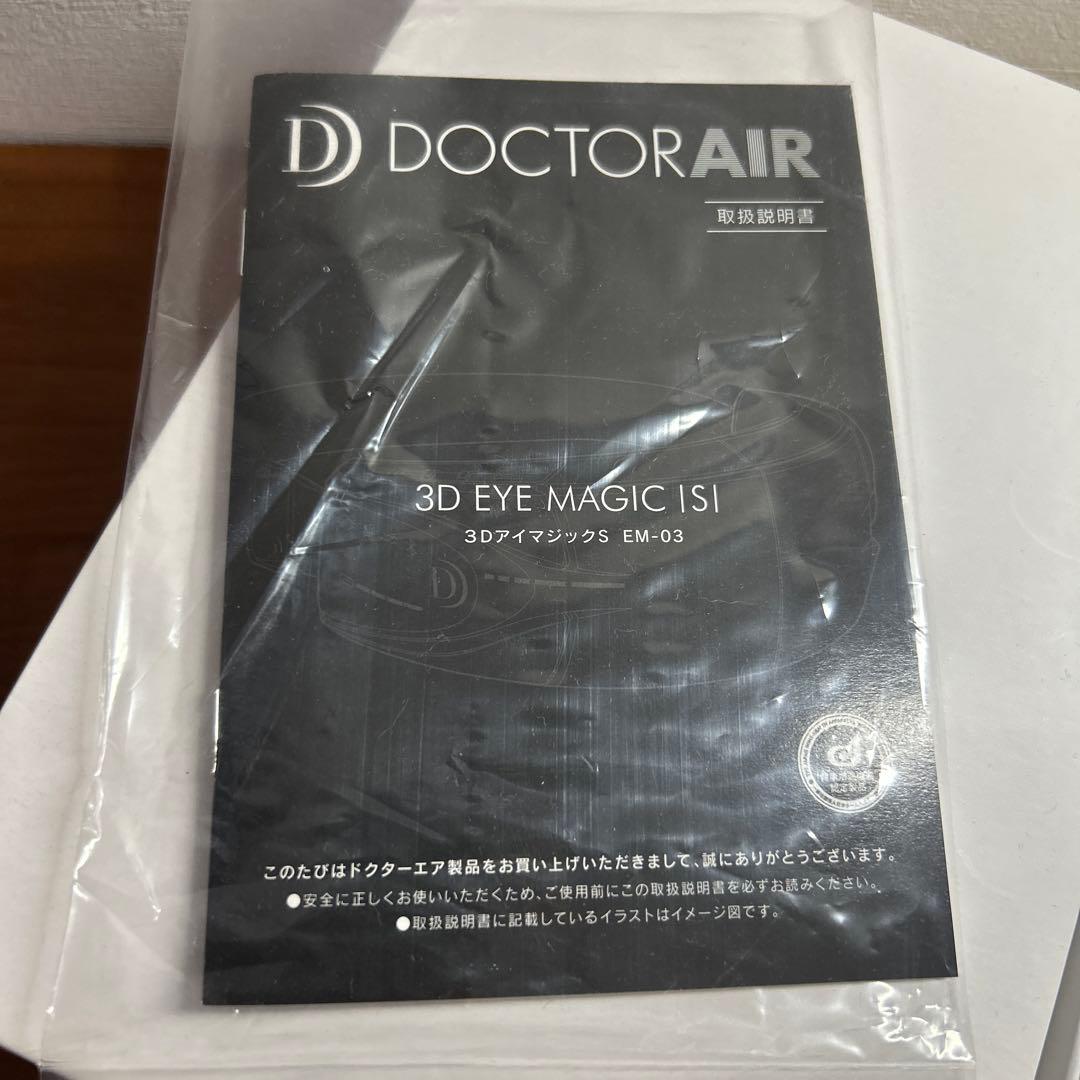 DOCTORAIR
取扱説明書
3D EYE MAGIC |S|
3DアイマジックS EM-03
認定製品
このたびはドクターエア製品をお買い上げいただきまして、誠にありがとうございます。
●安全に正しくお使いいただくため、ご使用前にこの取扱説明書を必ずお読みください。
●取扱説明書に記載しているイラストはイメージ図です。